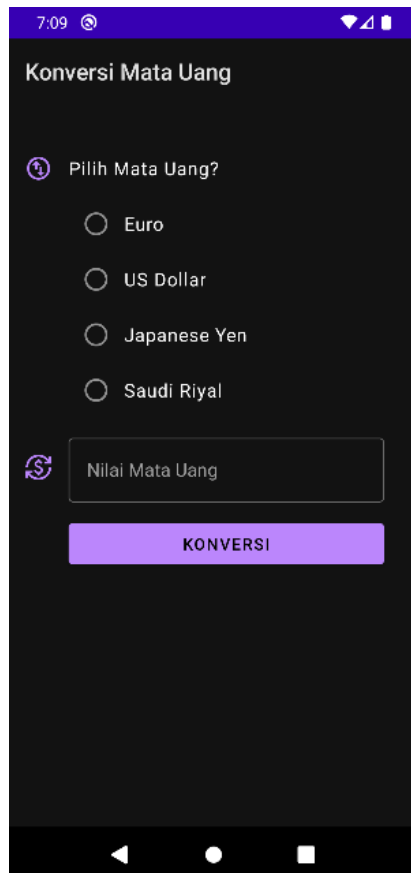 7:09
Konversi Mata Uang
Pilih Mata Uang?
Euro
US Dollar
Japanese Yen
Saudi Riyal
Nilai Mata Uang
KONVERSI